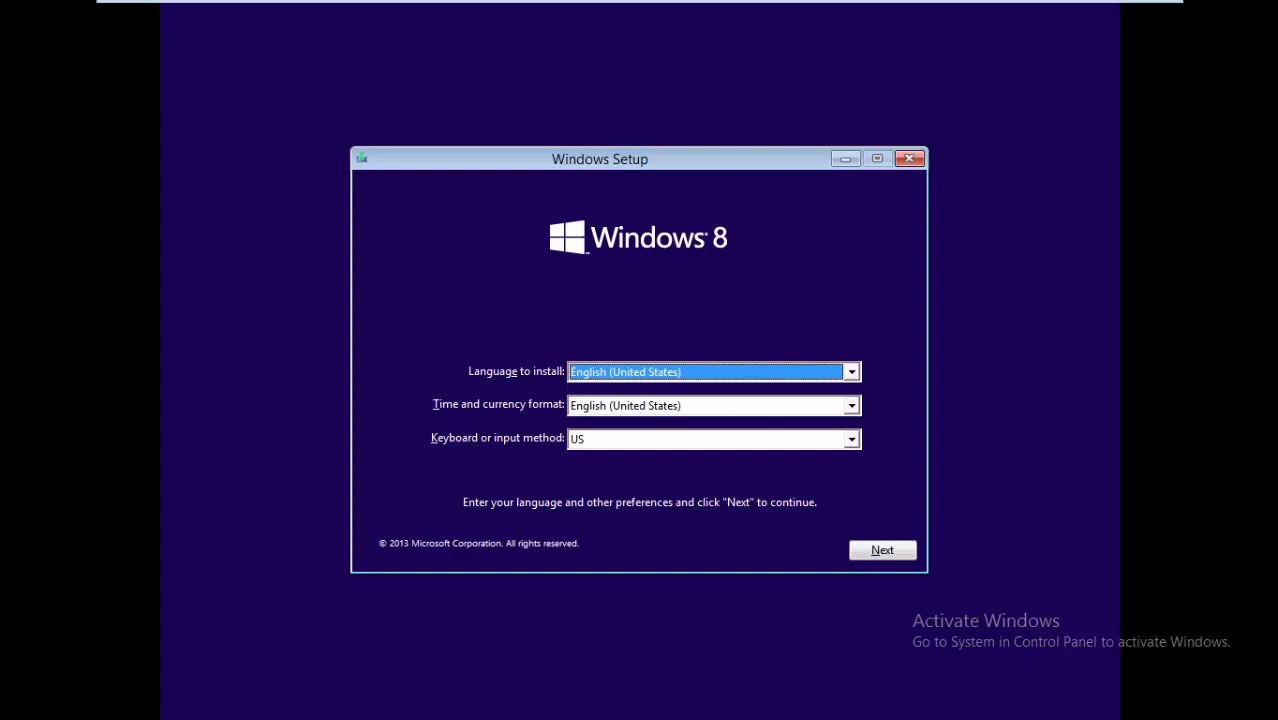 Windows Setup
Windows 8
Language to install: English (United States)
Time and currency format: English (United States)
Keyboard or input method: US
Enter your language and other preferences and click "Next" to continue.
© 2013 Microsoft Corporation. All rights reserved.
Next
Activate Windows
Go to System in Control Panel to activate Windows.